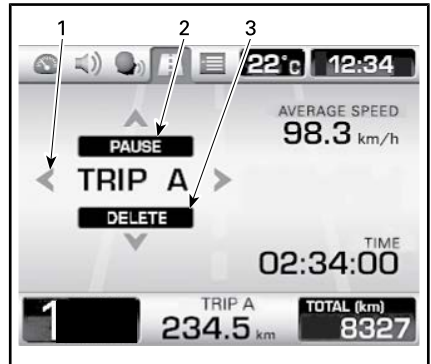 1 2 3
22°c 12:34
AVERAGE SPEED
98.3 km/h
PAUSE
TRIP A
DELETE
TIME
02:34:00
1
TRIP A
234.5 km
TOTAL (km)
8327